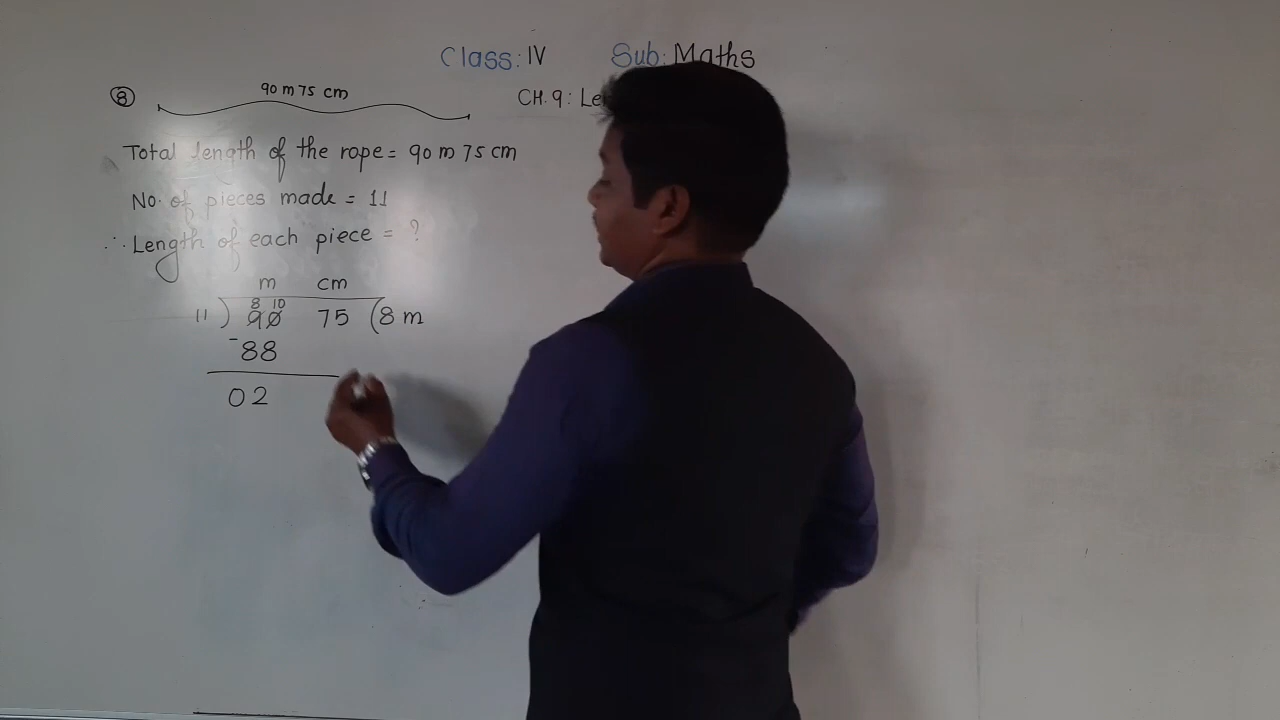 Class: IV Sub: Maths
90 m 75 cm
8 CH.9:
Total length of the rope = 90 m 75 cm
No. of pieces made = 11
∴ Length of each piece = ?
m cm
8 10
11 ) 90 75 ( 8 m
- 88
02